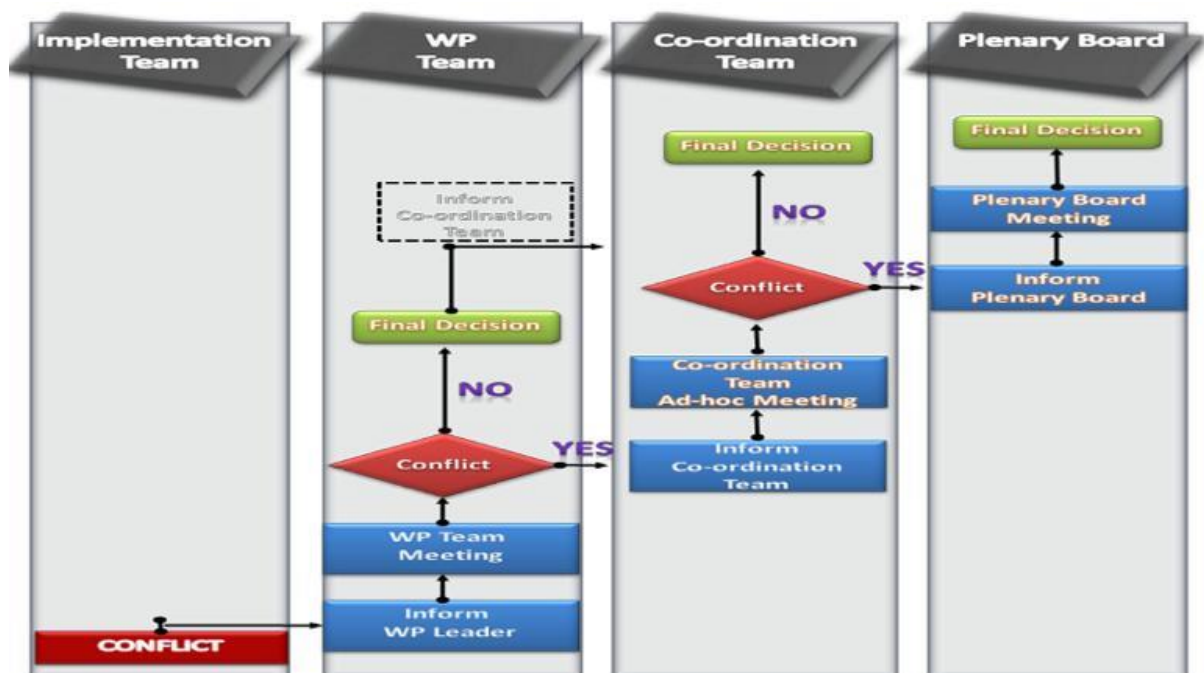 Implementation
Team
WP
Team
Co-ordination
Team
Plenary Board
Final Decision
Final Decision
Inform
Co-ordination
Team
Plenary Board
Meeting
NO
YES
Conflict
Inform
Plenary Board
Final Decision
Co-ordination
Team
Ad-hoc Meeting
NO
YES
Conflict
Inform
Co-ordination
Team
WP Team
Meeting
Inform
WP Leader
CONFLICT